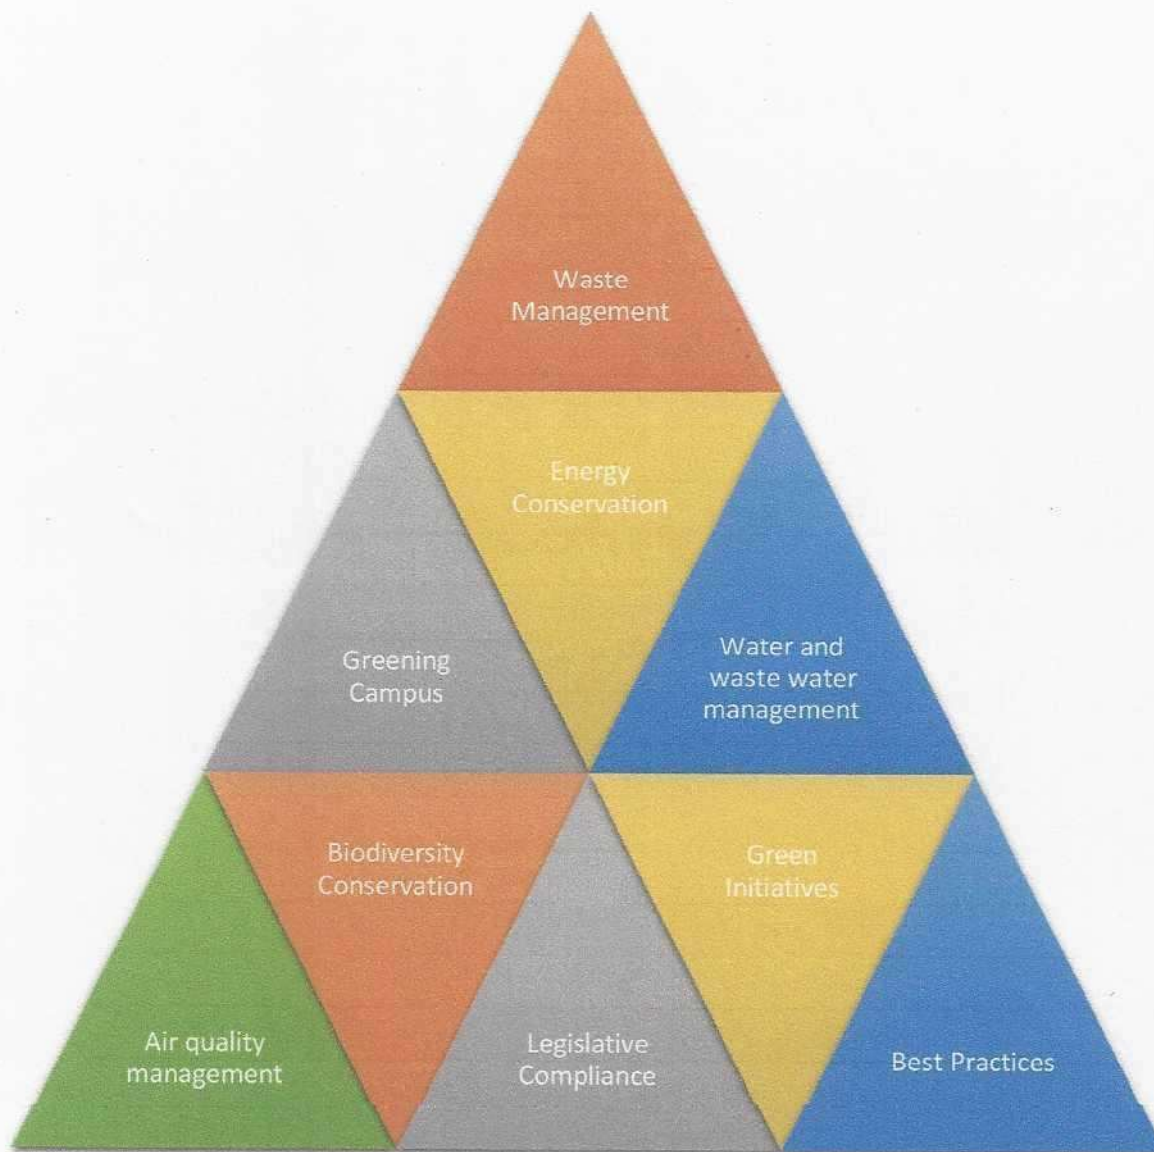 Waste
Management
Energy
Conservation
Greening
Campus
Water and
waste water
management
Biodiversity
Conservation
Green
Initiatives
Air quality
management
Legislative
Compliance
Best Practices